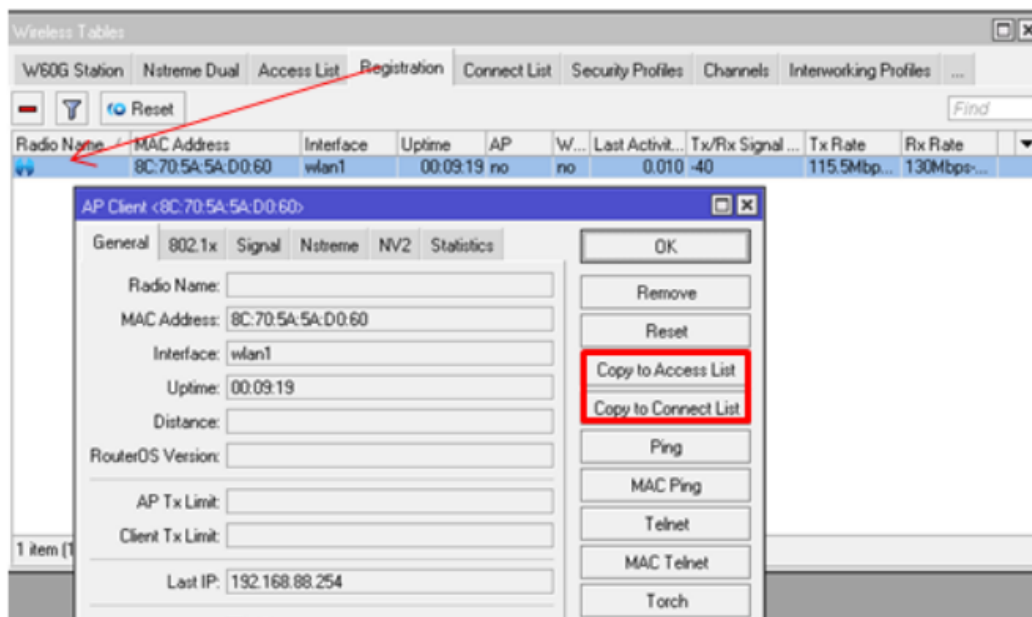 Wireless Tables
W60G Station Nstreme Dual Access List Registration Connect List Security Profiles Channels Interworking Profiles ...
Reset Find
Radio Name MAC Address Interface Uptime AP W... Last Activit... Tx/Rx Signal ... Tx Rate Rx Rate
8C:70:5A:5A:D0:60 wlan1 00:09:19 no no 0.010 -40 115.5Mbp... 130Mbps-...
AP Client <8C:70:5A:5A:D0:60>
General 802.1x Signal Nstreme NV2 Statistics
OK
Radio Name:
Remove
MAC Address: 8C:70:5A:5A:D0:60
Reset
Interface: wlan1
Copy to Access List
Uptime: 00:09:19
Copy to Connect List
Distance:
Ping
RouterOS Version:
MAC Ping
AP Tx Limit:
Telnet
Client Tx Limit:
MAC Telnet
1 item (1
Last IP: 192.168.88.254
Torch